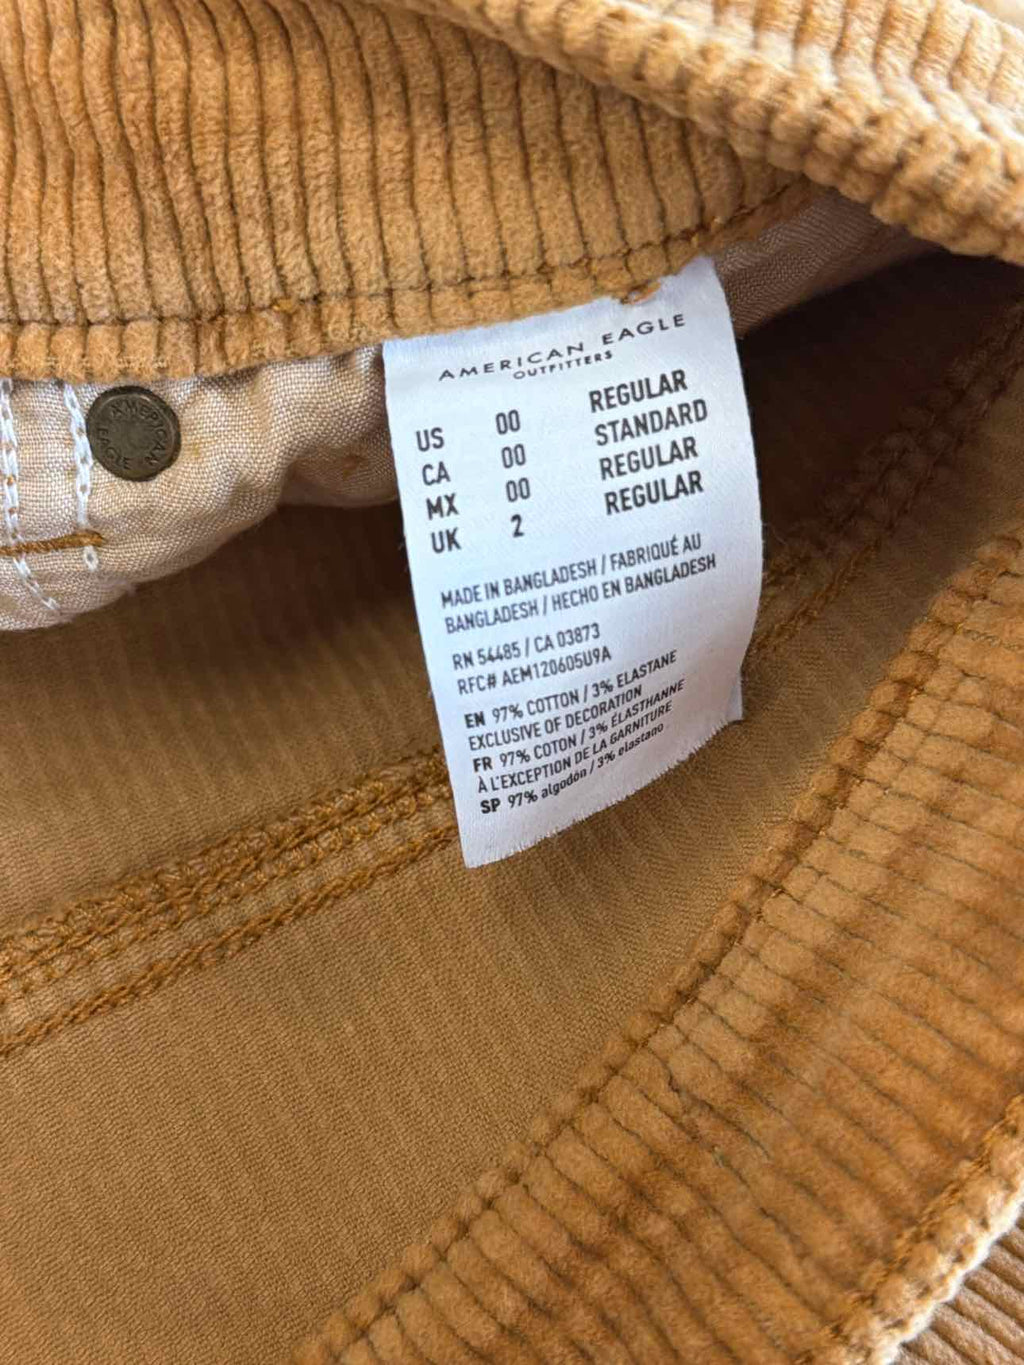 AMERICAN EAGLE
OUTFITTERS
US 00 REGULAR
CA 00 STANDARD
MX 00 REGULAR
UK 2 REGULAR
MADE IN BANGLADESH / FABRIQUÉ AU
BANGLADESH / HECHO EN BANGLADESH
RN 54485 / CA 03873
RFC# AEM120605U9A
EN 97% COTTON / 3% ELASTANE
EXCLUSIVE OF DECORATION
FR 97% COTON / 3% ÉLASTHANNE
À L'EXCEPTION DE LA GARNITURE
SP 97% algodón / 3% elastano
AMERICAN
EAGLE